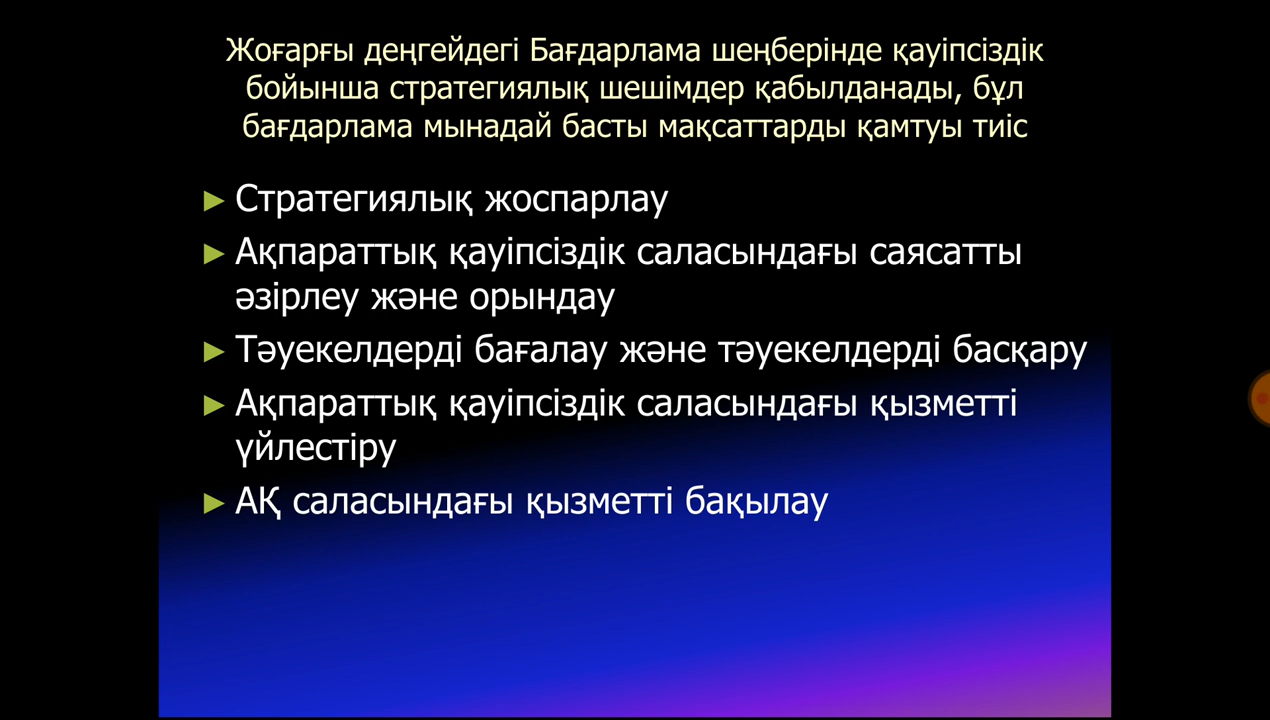 Жоғарғы деңгейдегі Бағдарлама шеңберінде қауіпсіздік
бойынша стратегиялық шешімдер қабылданады, бұл
бағдарлама мынадай басты мақсаттарды қамтуы тиіс
► Стратегиялық жоспарлау
► Ақпараттық қауіпсіздік саласындағы саясатты
әзірлеу және орындау
► Тәуекелдерді бағалау және тәуекелдерді басқару
► Ақпараттық қауіпсіздік саласындағы қызметті
үйлестіру
► АҚ саласындағы қызметті бақылау